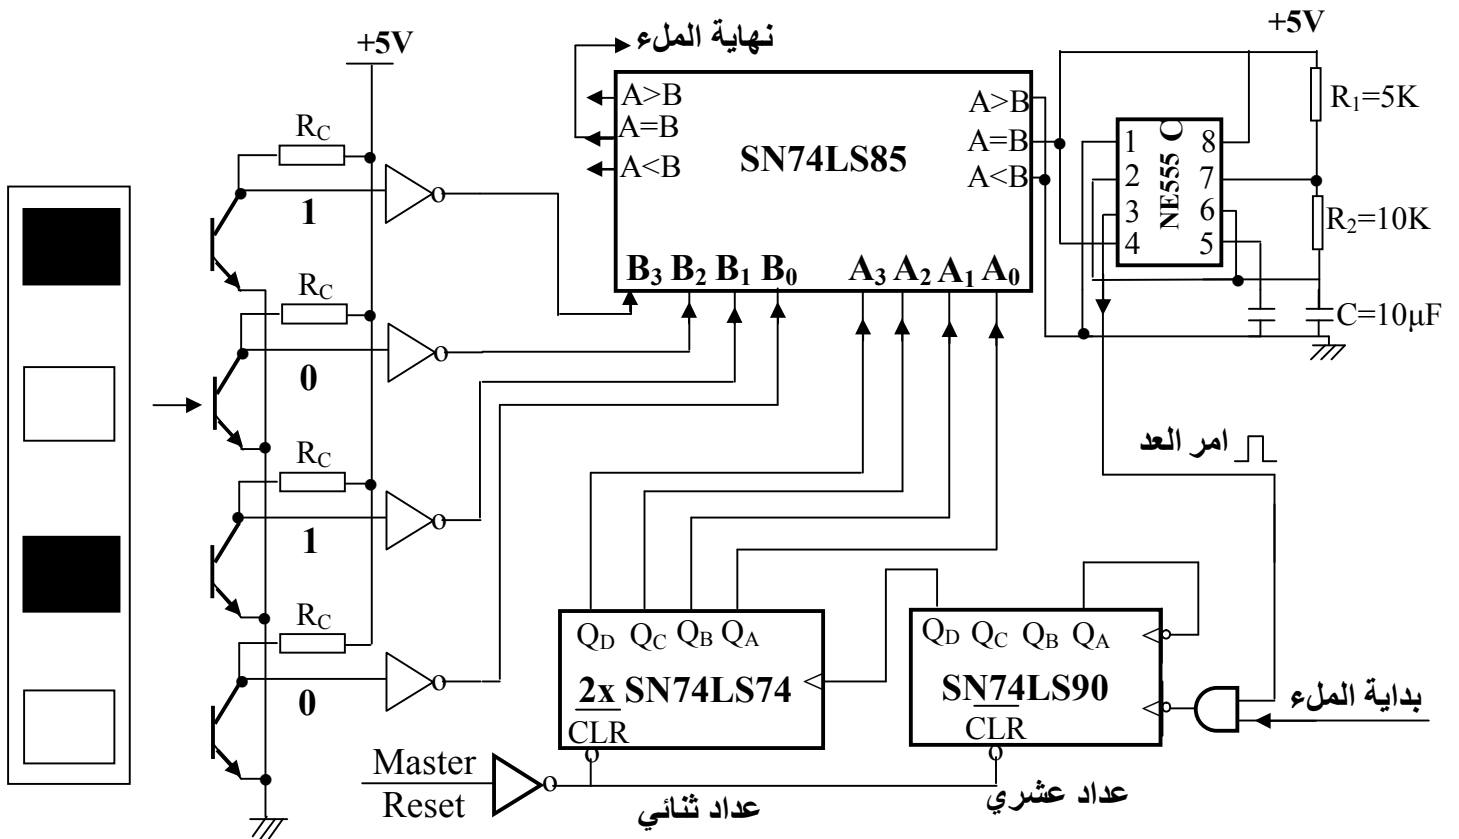 +5V
نهاية الملء
+5V
A>B
A=B
A<B
SN74LS85
A>B
A=B
A<B
B3 B2 B1 B0 A3 A2 A1 A0
NE555 C
1 8
2 7
3 6
4 5
R1=5K
R2=10K
C=10μF
RC
1
RC
0
RC
1
RC
0
امر العد
QD QC QB QA
2x SN74LS74
CLR
QD QC QB QA
SN74LS90
CLR
بداية الملء
Master
Reset
عداد ثنائي
عداد عشري